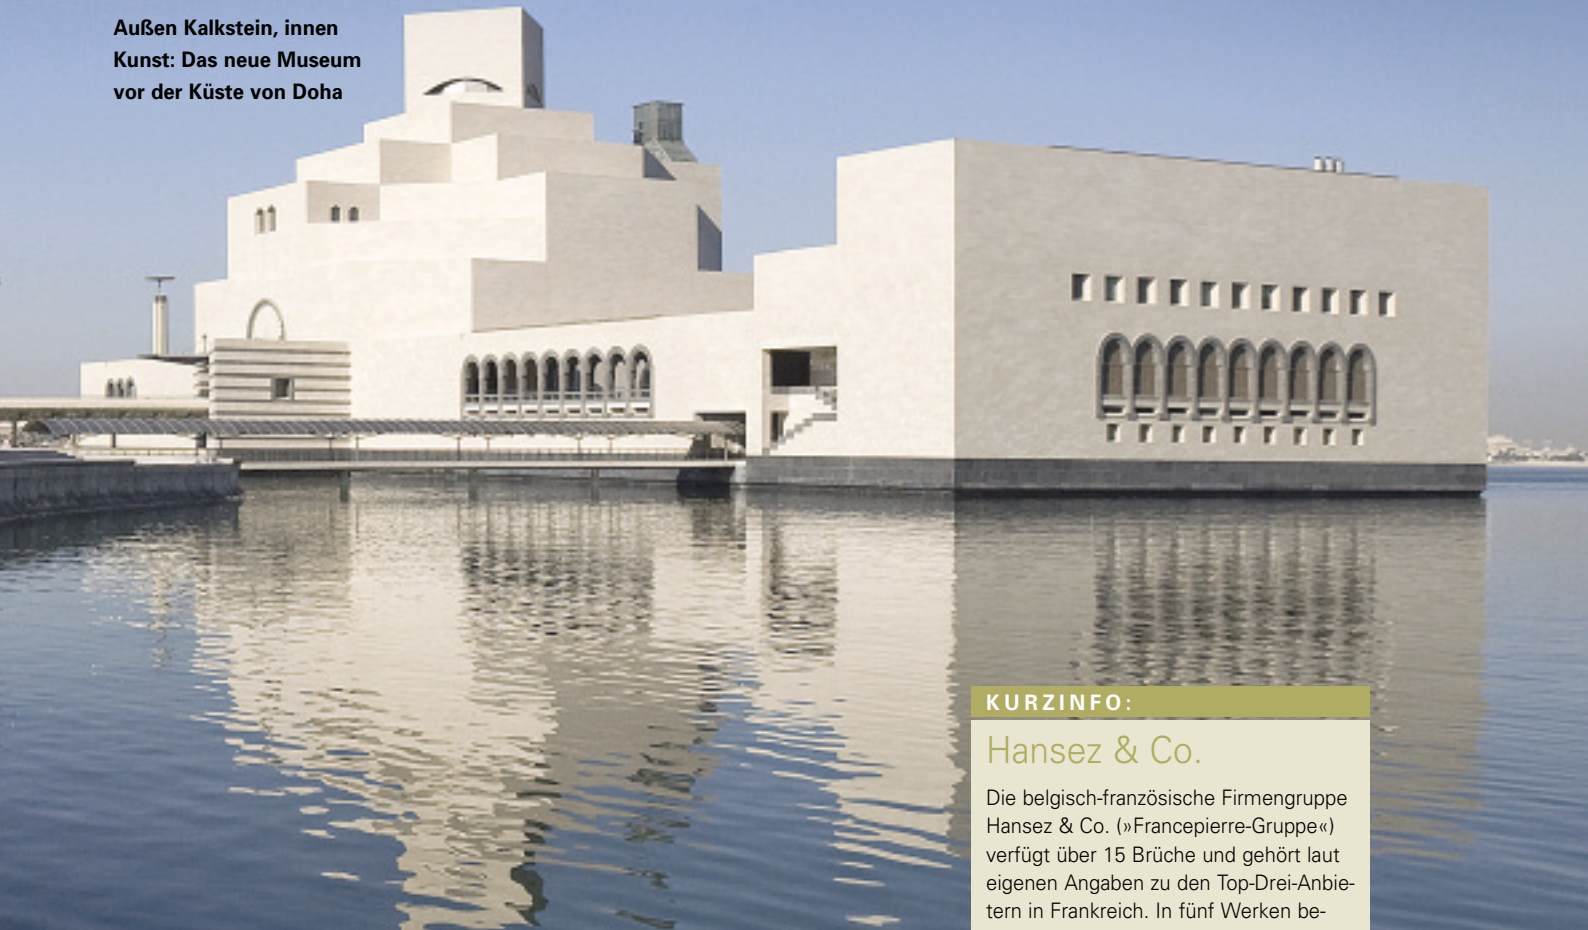 Außen Kalkstein, innen
Kunst: Das neue Museum
vor der Küste von Doha
KURZINFO:
Hansez & Co.
Die belgisch-französische Firmengruppe
Hansez & Co. (»Francepierre-Gruppe«)
verfügt über 15 Brüche und gehört laut
eigenen Angaben zu den Top-Drei-Anbie-
tern in Frankreich. In fünf Werken be-